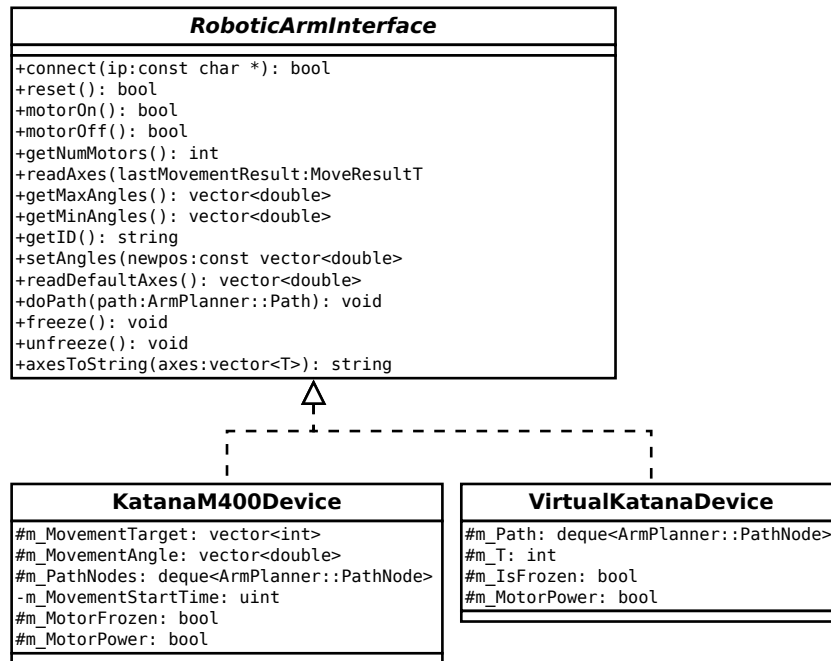 RoboticArmInterface
+connect(ip:const char *): bool
+reset(): bool
+motorOn(): bool
+motorOff(): bool
+getNumMotors(): int
+readAxes(lastMovementResult:MoveResultT
+getMaxAngles(): vector<double>
+getMinAngles(): vector<double>
+getID(): string
+setAngles(newpos:const vector<double>
+readDefaultAxes(): vector<double>
+doPath(path:ArmPlanner::Path): void
+freeze(): void
+unfreeze(): void
+axesToString(axes:vector<T>): string
KatanaM400Device
#m_MovementTarget: vector<int>
#m_MovementAngle: vector<double>
#m_PathNodes: deque<ArmPlanner::PathNode>
-m_MovementStartTime: uint
#m_MotorFrozen: bool
#m_MotorPower: bool
VirtualKatanaDevice
#m_Path: deque<ArmPlanner::PathNode>
#m_T: int
#m_IsFrozen: bool
#m_MotorPower: bool